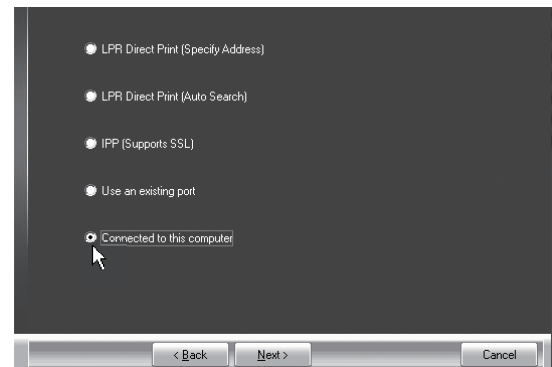 LPR Direct Print (Specify Address)
LPR Direct Print (Auto Search)
IPP (Supports SSL)
Use an existing port
Connected to this computer
< Back Next > Cancel